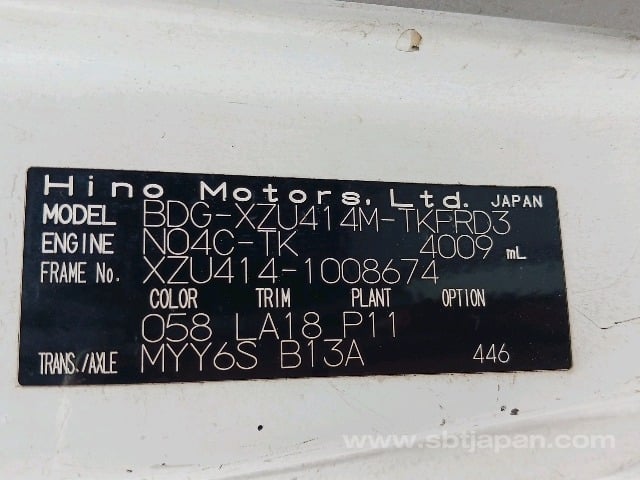 Hino Motors, Ltd. JAPAN
MODEL BDG-XZU414M-TKFRD3
ENGINE N04C-TK 4009 mL
FRAME No. XZU414-1008674
COLOR TRIM PLANT OPTION
058 LA18 P11
TRANS./AXLE MYY6S B13A 446
www.sbtjapan.com